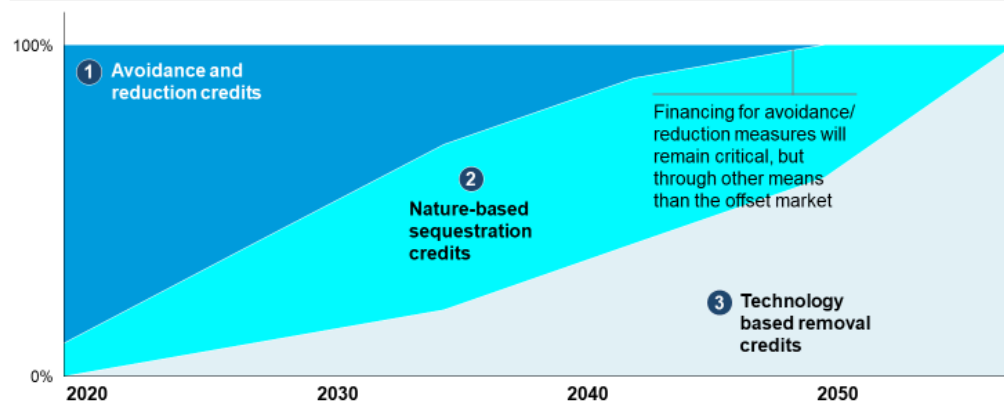 100%
1
Avoidance and
reduction credits
2
Nature-based
sequestration
credits
Financing for avoidance/
reduction measures will
remain critical, but
through other means
than the offset market
3
Technology
based removal
credits
0%
2020
2030
2040
2050